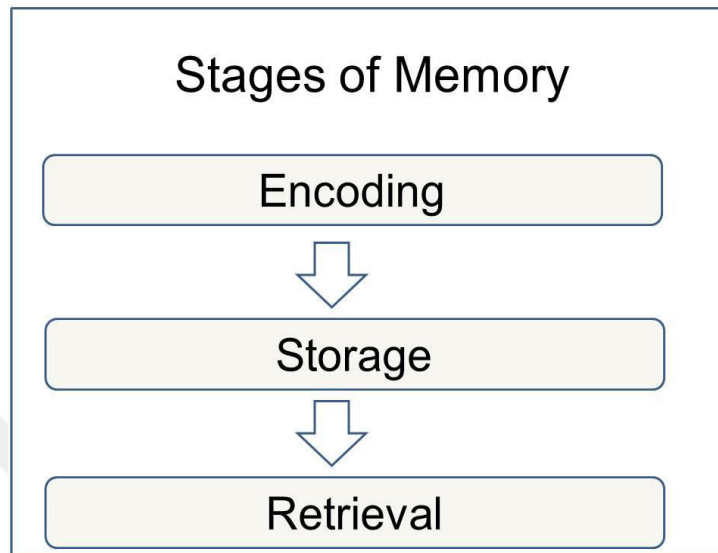 Stages of Memory
Encoding
Storage
Retrieval